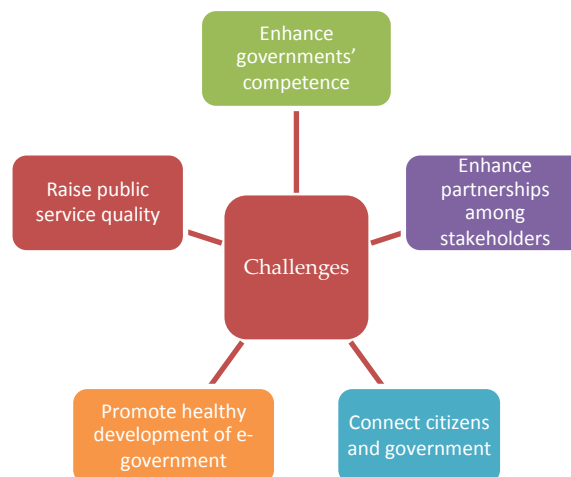 Enhance
governments'
competence
Raise public
service quality
Enhance
partnerships
among
stakeholders
Challenges
Promote healthy
development of e-
government
Connect citizens
and government